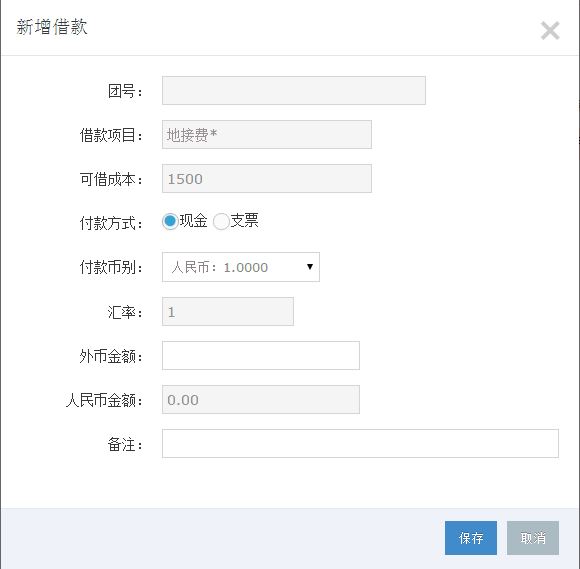 新增借款
团号：
借款项目： 地接费*
可借成本： 1500
付款方式： 现金 支票
付款币别： 人民币：1.0000
汇率： 1
外币金额：
人民币金额： 0.00
备注：
保存 取消